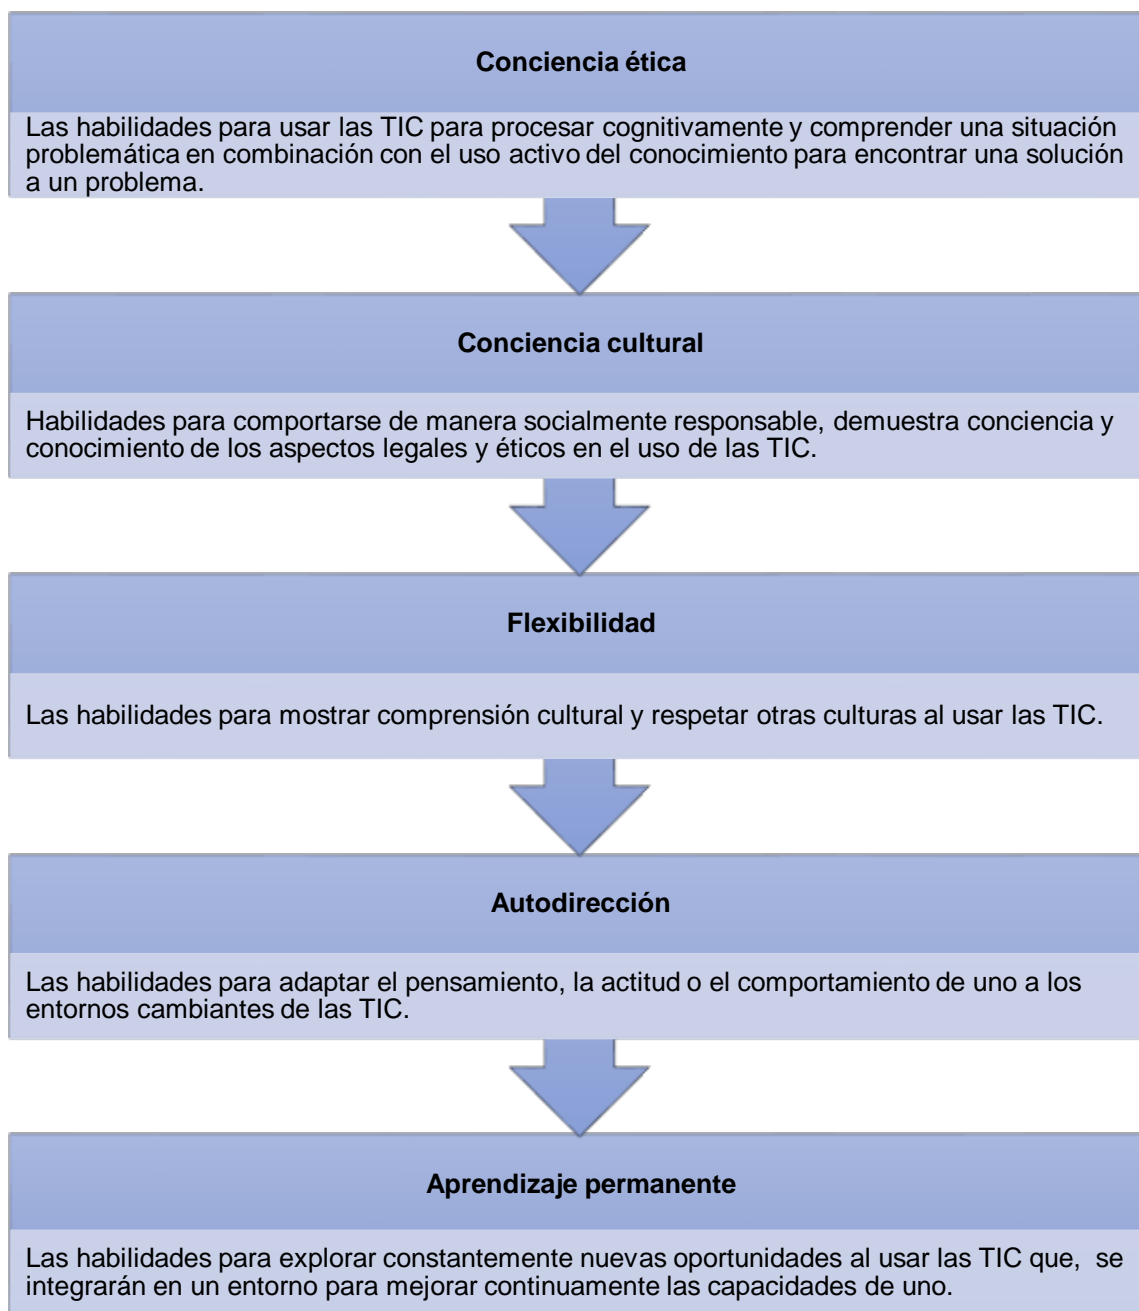 Conciencia ética
Las habilidades para usar las TIC para procesar cognitivamente y comprender una situación
problemática en combinación con el uso activo del conocimiento para encontrar una solución
a un problema.
Conciencia cultural
Habilidades para comportarse de manera socialmente responsable, demuestra conciencia y
conocimiento de los aspectos legales y éticos en el uso de las TIC.
Flexibilidad
Las habilidades para mostrar comprensión cultural y respetar otras culturas al usar las TIC.
Autodirección
Las habilidades para adaptar el pensamiento, la actitud o el comportamiento de uno a los
entornos cambiantes de las TIC.
Aprendizaje permanente
Las habilidades para explorar constantemente nuevas oportunidades al usar las TIC que, se
integrarán en un entorno para mejorar continuamente las capacidades de uno.